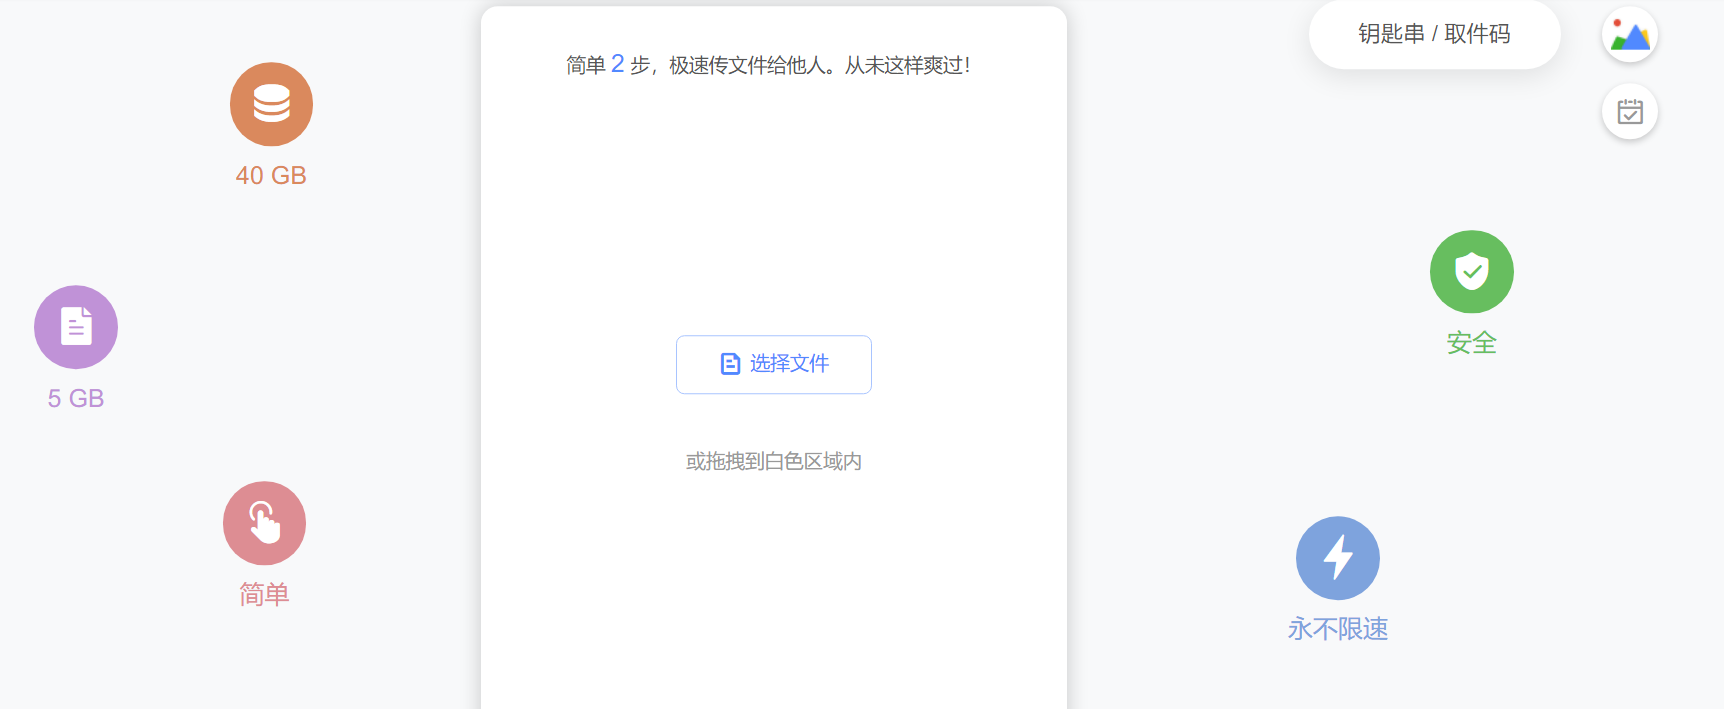 简单 2 步，极速传文件给他人。从未这样爽过！
钥匙串 / 取件码
40 GB
5 GB
简单
选择文件
或拖拽到白色区域内
安全
永不限速